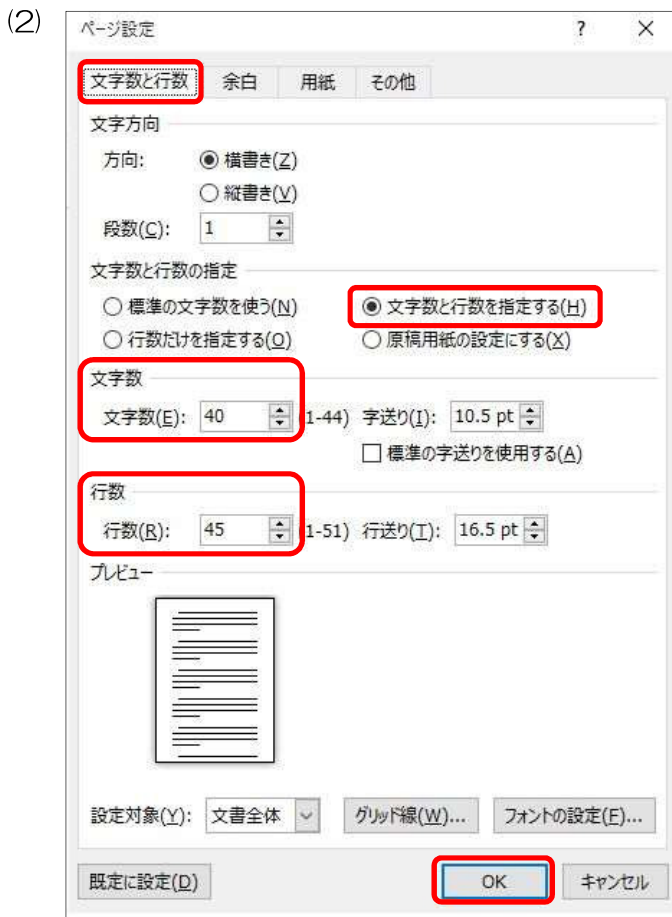 (2)
ページ設定 ? ×
文字数と行数 余白 用紙 その他
文字方向
方向: 横書き(Z)
縦書き(V)
段数(C): 1
文字数と行数の指定
標準の文字数を使う(N) 文字数と行数を指定する(H)
行数だけを指定する(O) 原稿用紙の設定にする(X)
文字数
文字数(E): 40 (1-44) 字送り(I): 10.5 pt
標準の字送りを使用する(A)
行数
行数(R): 45 (1-51) 行送り(T): 16.5 pt
プレビュー
設定対象(Y): 文書全体 グリッド線(W)... フォントの設定(F)...
既定に設定(D) OK キャンセル